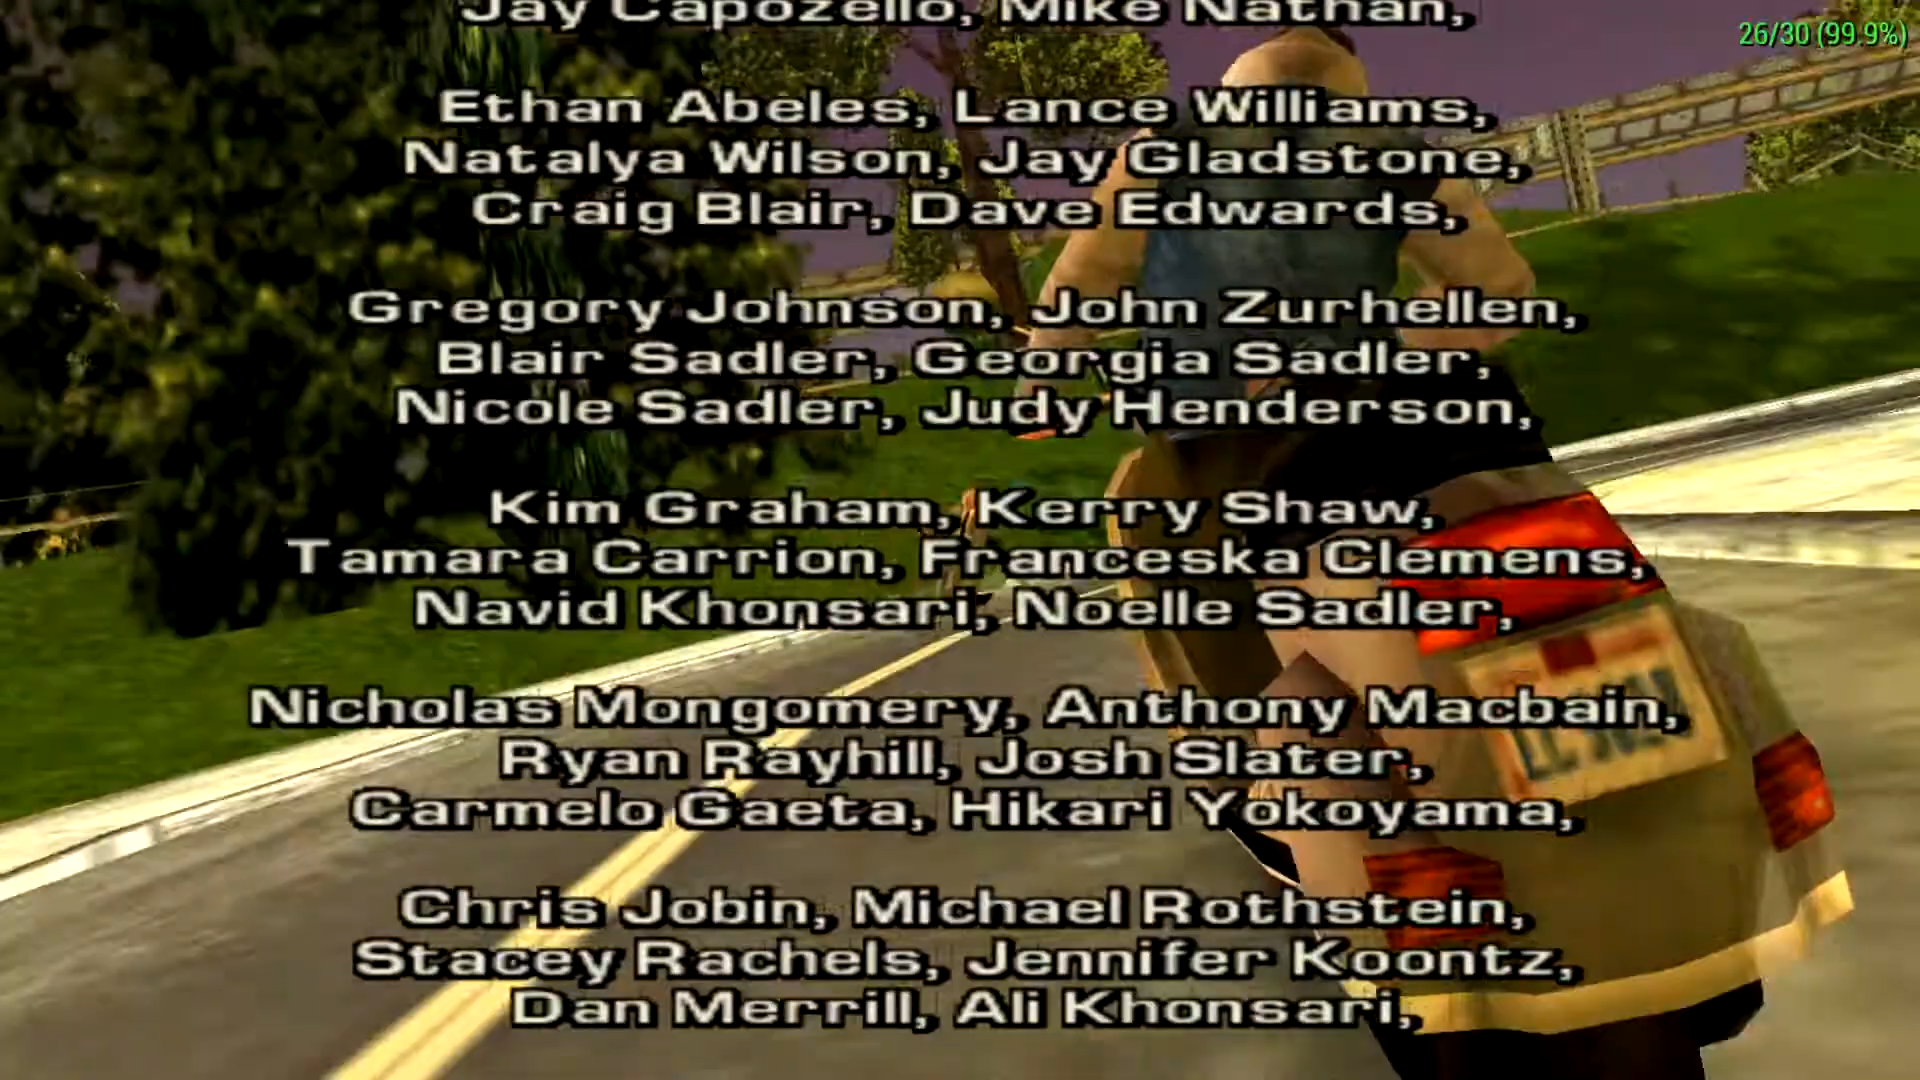 26/30 (99.9%)
Jay Capozello, Mike Nathan,
Ethan Abeles, Lance Williams,
Natalya Wilson, Jay Gladstone,
Craig Blair, Dave Edwards,
Gregory Johnson, John Zurhellen,
Blair Sadler, Georgia Sadler,
Nicole Sadler, Judy Henderson,
Kim Graham, Kerry Shaw,
Tamara Carrion, Franceska Clemens,
Navid Khonsari, Noelle Sadler,
Nicholas Mongomery, Anthony Macbain,
Ryan Rayhill, Josh Slater,
Carmelo Gaeta, Hikari Yokoyama,
Chris Jobin, Michael Rothstein,
Stacey Rachels, Jennifer Koontz,
Dan Merrill, Ali Khonsari,